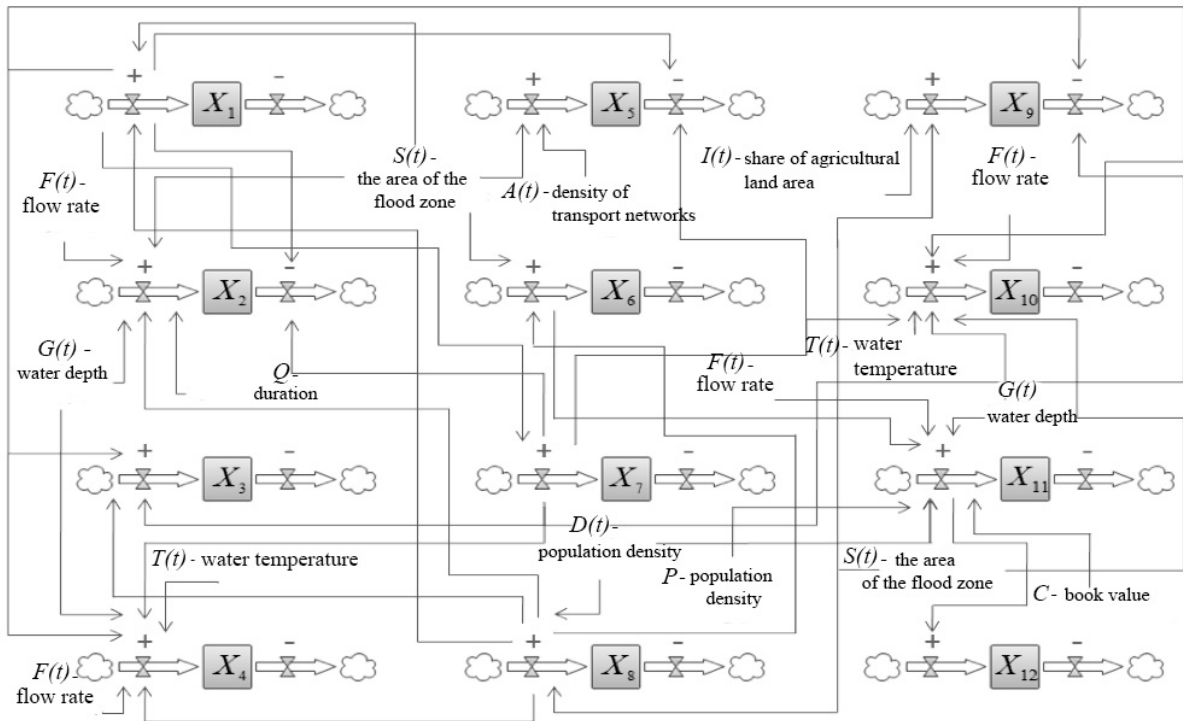 + − + − + −
X1 X5 X9
F(t) -
flow rate
S(t) -
the area of the
flood zone
A(t) - density of
transport networks
I(t) - share of agricultural
land area
F(t) -
flow rate
+ − + − + −
X2 X6 X10
G(t) -
water depth
Q -
duration
F(t) -
flow rate
T(t) - water
temperature
G(t)
water depth
+ − + − + −
X3 X7 X11
T(t) - water temperature
D(t) -
population density
P - population
density
S(t) - the area
of the flood zone
C - book value
+ − + − + −
X4 X8 X12
F(t) -
flow rate